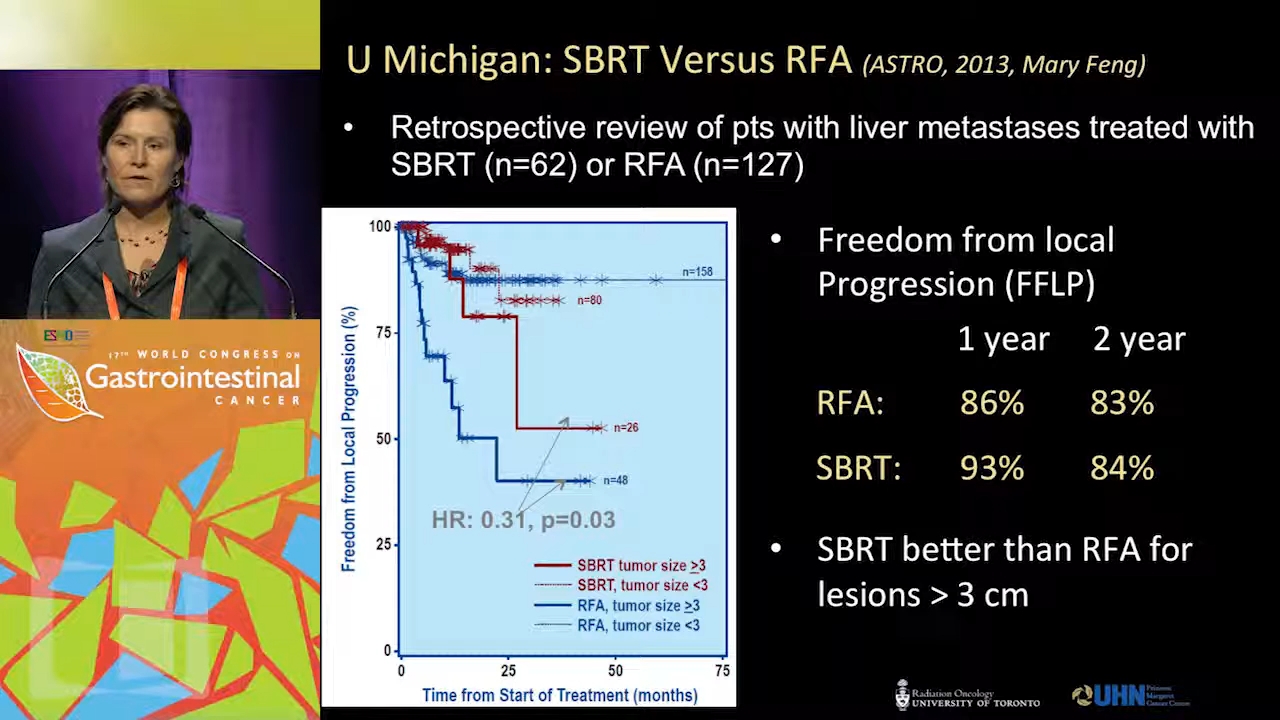 U Michigan: SBRT Versus RFA (ASTRO, 2013, Mary Feng)
• Retrospective review of pts with liver metastases treated with
SBRT (n=62) or RFA (n=127)
Freedom from Local Progression (%)
100
75
50
25
0
n=158
n=80
n=26
n=48
HR: 0.31, p=0.03
SBRT tumor size ≥3
SBRT, tumor size <3
RFA, tumor size ≥3
RFA, tumor size <3
0 25 50 75
Time from Start of Treatment (months)
• Freedom from local
Progression (FFLP)
1 year 2 year
RFA: 86% 83%
SBRT: 93% 84%
• SBRT better than RFA for
lesions > 3 cm
17TH WORLD CONGRESS ON
Gastrointestinal
CANCER
Radiation Oncology
UNIVERSITY OF TORONTO
UHN
Princess
Margaret
Cancer Centre